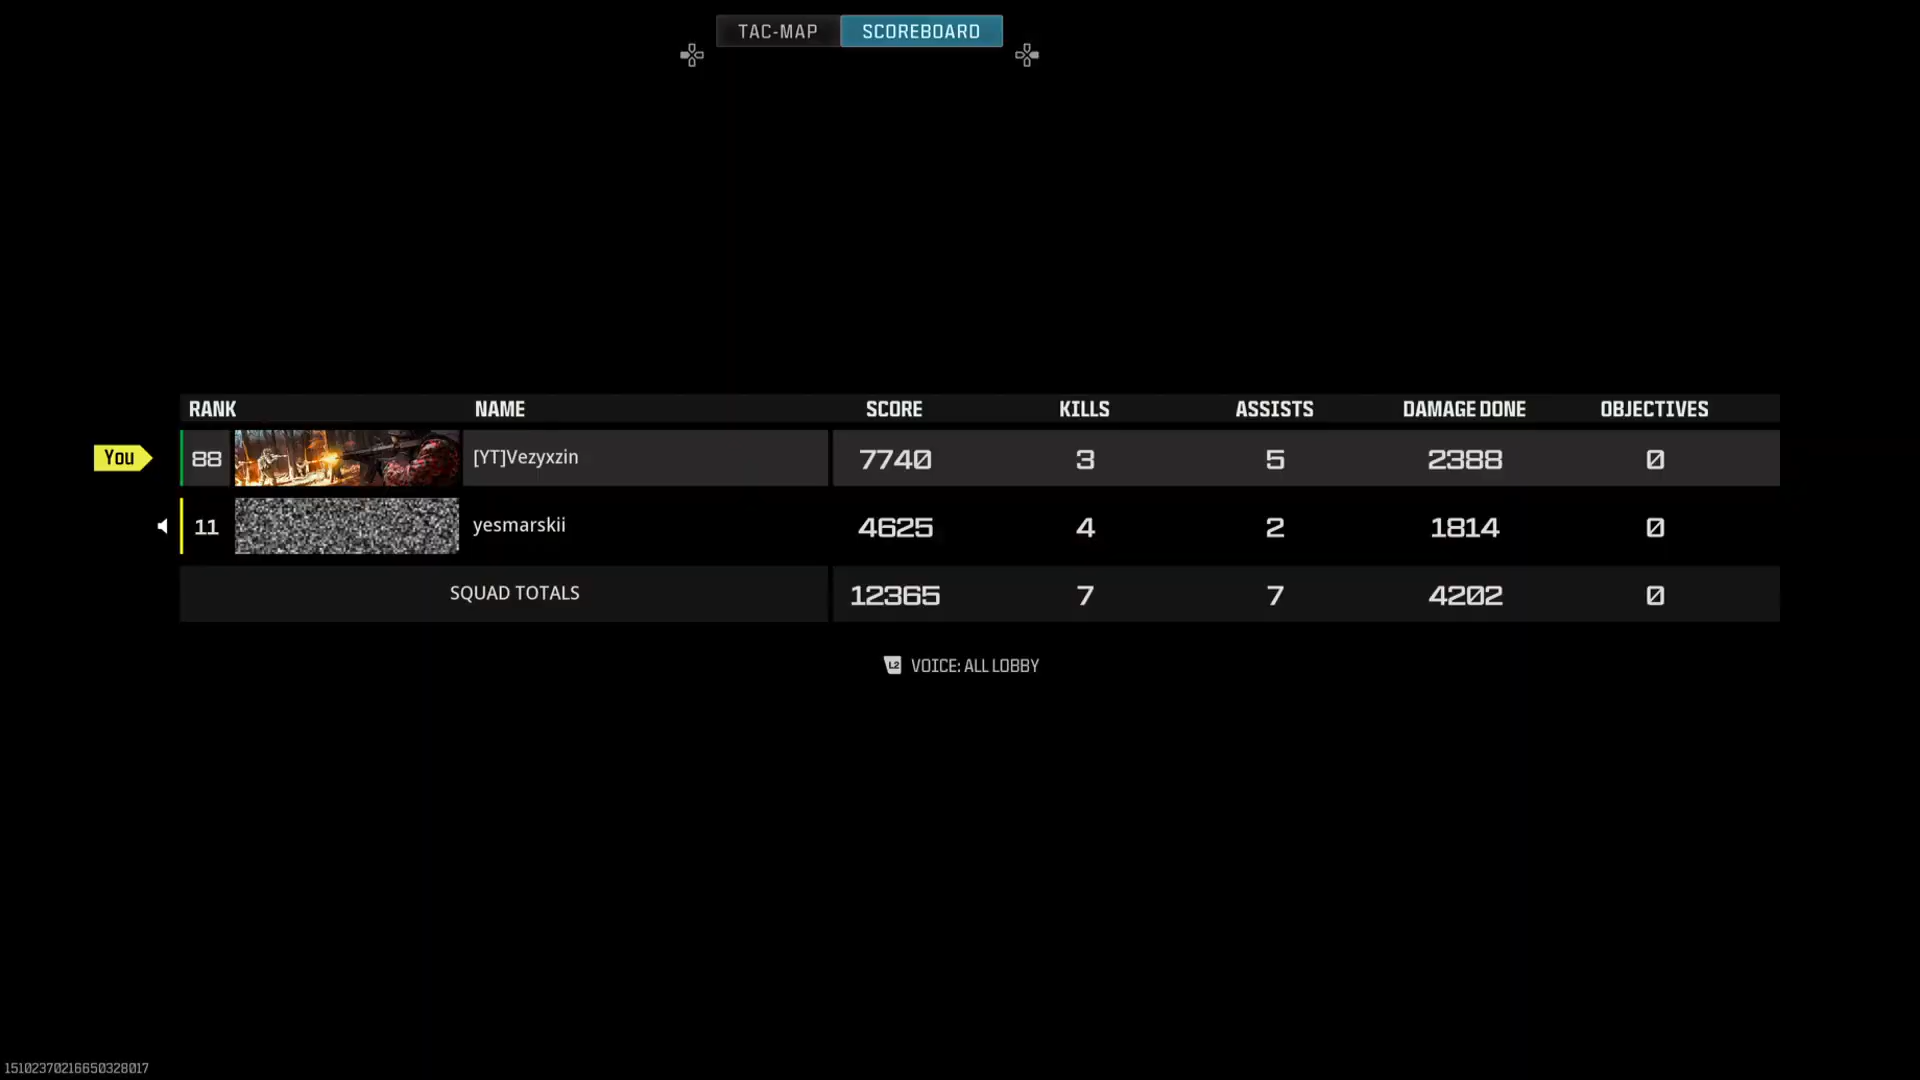 TAC-MAP SCOREBOARD
RANK NAME SCORE KILLS ASSISTS DAMAGE DONE OBJECTIVES
You 88 [YT]Vezyxzin 7740 3 5 2388 0
11 yesmarskii 4625 4 2 1814 0
SQUAD TOTALS 12365 7 7 4202 0
L2 VOICE: ALL LOBBY
15102370216650328017